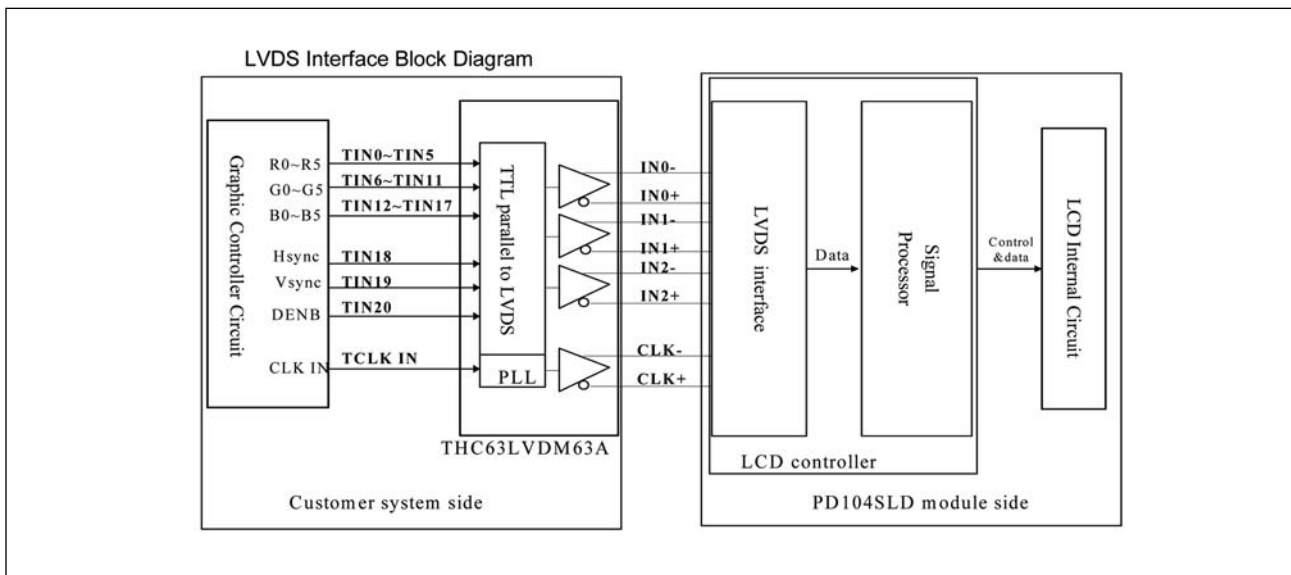 LVDS Interface Block Diagram
Graphic Controller Circuit
R0~R5
G0~G5
B0~B5
Hsync
Vsync
DENB
CLK IN
TIN0~TIN5
TIN6~TIN11
TIN12~TIN17
TIN18
TIN19
TIN20
TCLK IN
TTL parallel to LVDS
PLL
THC63LVDM63A
Customer system side
IN0-
IN0+
IN1-
IN1+
IN2-
IN2+
CLK-
CLK+
LVDS interface
Data
Signal
Processor
LCD controller
Control
&data
LCD Internal Circuit
PD104SLD module side